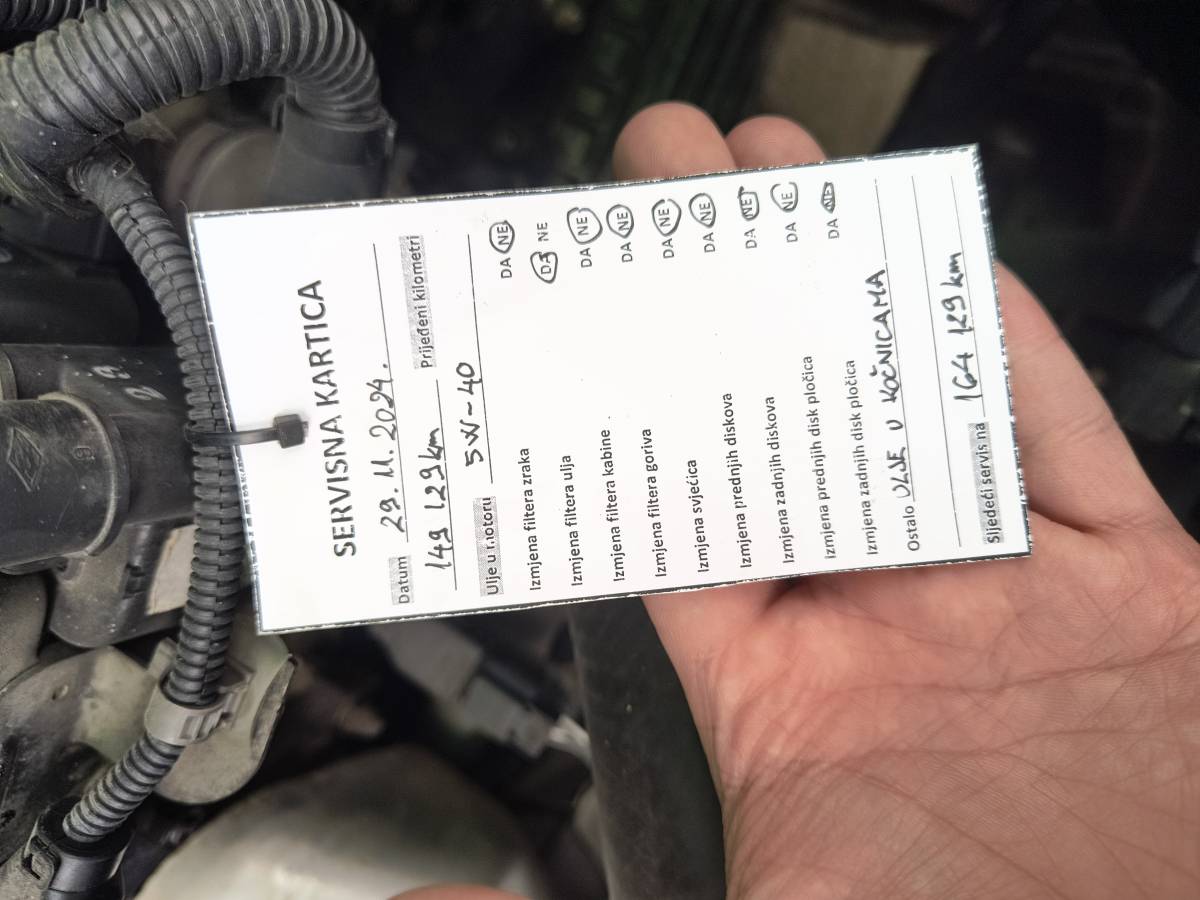 SERVISNA KARTICA
Datum 29. 11. 2024.
149 129 km Prijeđeni kilometri
Ulje u motoru 5W-40
Izmjena filtera zraka DA NE
Izmjena filtera ulja DA NE
Izmjena filtera kabine DA NE
Izmjena filtera goriva DA NE
Izmjena svjećica DA NE
Izmjena prednjih diskova DA NE
Izmjena zadnjih diskova DA NE
Izmjena prednjih disk pločica DA NE
Izmjena zadnjih disk pločica DA NE
Ostalo ULJE U KOČNICAMA
Sljedeći servis na 164 129 km